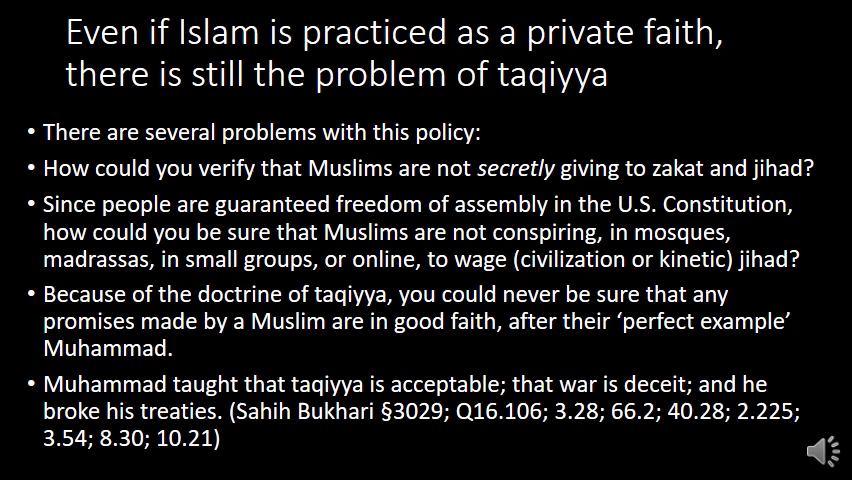 Even if Islam is practiced as a private faith,
there is still the problem of taqiyya
• There are several problems with this policy:
• How could you verify that Muslims are not secretly giving to zakat and jihad?
• Since people are guaranteed freedom of assembly in the U.S. Constitution,
how could you be sure that Muslims are not conspiring, in mosques,
madrassas, in small groups, or online, to wage (civilization or kinetic) jihad?
• Because of the doctrine of taqiyya, you could never be sure that any
promises made by a Muslim are in good faith, after their ‘perfect example’
Muhammad.
• Muhammad taught that taqiyya is acceptable; that war is deceit; and he
broke his treaties. (Sahih Bukhari §3029; Q16.106; 3.28; 66.2; 40.28; 2.225;
3.54; 8.30; 10.21)